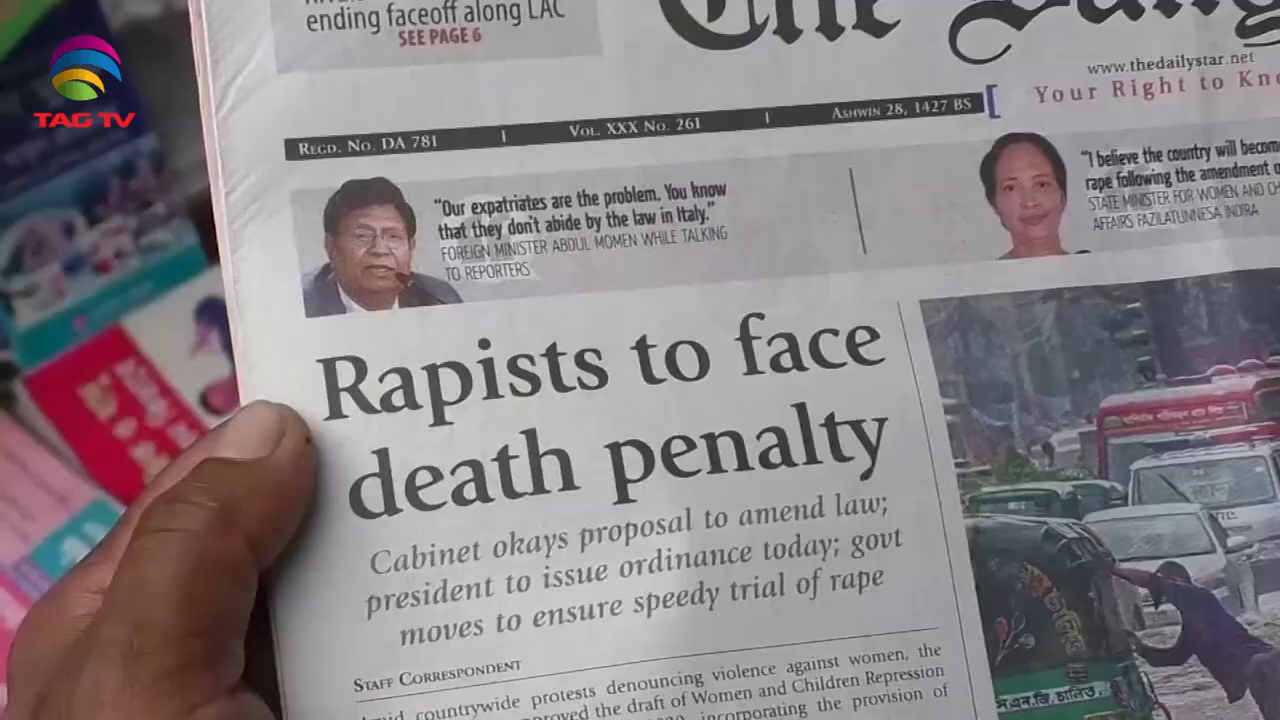 ending faceoff along LAC
SEE PAGE 6
TAG TV
The
www.thedailystar.net
Your Right to
REGD. NO. DA 781 | VOL. XXX NO. 261 | ASHWIN 28, 1427 BS
"Our expatriates are the problem. You know
that they don't abide by the law in Italy."
FOREIGN MINISTER ABDUL MOMEN WHILE TALKING
TO REPORTERS
"I believe the country will
rape following the amendment
STATE MINISTER FOR WOMEN AND
AFFAIRS FAZILATUNNESA INDIRA
Rapists to face
death penalty
Cabinet okays proposal to amend law;
president to issue ordinance today; govt
moves to ensure speedy trial of rape
STAFF CORRESPONDENT
countrywide protests denouncing violence against women, the
the draft of Women and Children Repression
incorporating the provision of